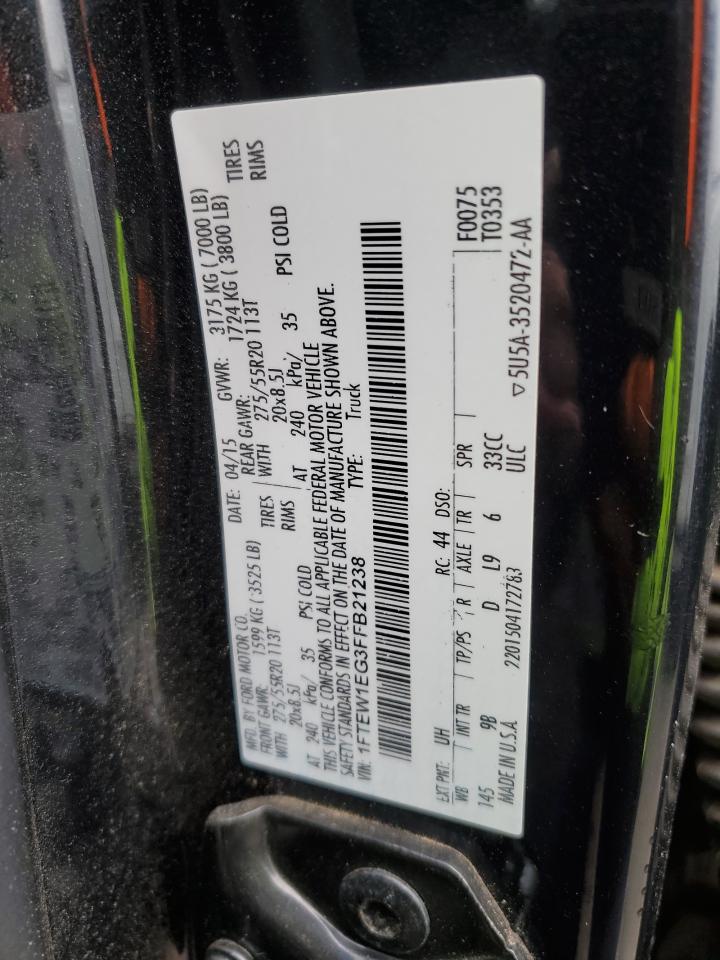 MFD. BY FORD MOTOR CO.
DATE: 04/15 GVWR: 3175 KG ( 7000 LB)
FRONT GAWR: 1599 KG ( 3525 LB) REAR GAWR: 1724 KG ( 3800 LB)
WITH 275/55R20 113T TIRES WITH 275/55R20 113T TIRES
20x8.5J RIMS 20x8.5J RIMS
AT 240 kPa/ 35 PSI COLD AT 240 kPa/ 35 PSI COLD
THIS VEHICLE CONFORMS TO ALL APPLICABLE FEDERAL MOTOR VEHICLE
SAFETY STANDARDS IN EFFECT ON THE DATE OF MANUFACTURE SHOWN ABOVE.
VIN: 1FTEW1EG3FFB21238 TYPE: Truck
EXT PNT: UH RC: 44 DSO: F0075
WB INT TR TP/PS R AXLE TR SPR T0353
145 9B D L9 6 33CC
MADE IN U.S.A. 2201504172783 ULC ▽5U5A-3520472-AA